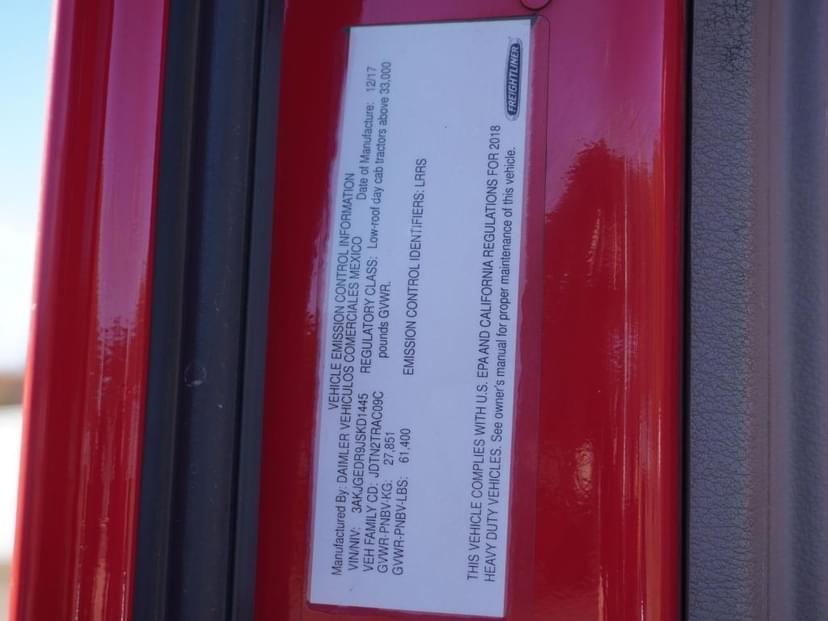 VEHICLE EMISSION CONTROL INFORMATION
Manufactured By: DAIMLER VEHICULOS COMERCIALES MEXICO Date of Manufacture: 12/17
VIN/NIV: 3AKJGEDR9JSKD1445 REGULATORY CLASS: Low-roof day cab tractors above 33,000
VEH FAMILY CD: JDTN2TRAC09C pounds GVWR.
GVWR-PNBV-KG: 27,851
GVWR-PNBV-LBS: 61,400 EMISSION CONTROL IDENTIFIERS: LRRS
THIS VEHICLE COMPLIES WITH U.S. EPA AND CALIFORNIA REGULATIONS FOR 2018
HEAVY DUTY VEHICLES. See owner's manual for proper maintenance of this vehicle.
FREIGHTLINER